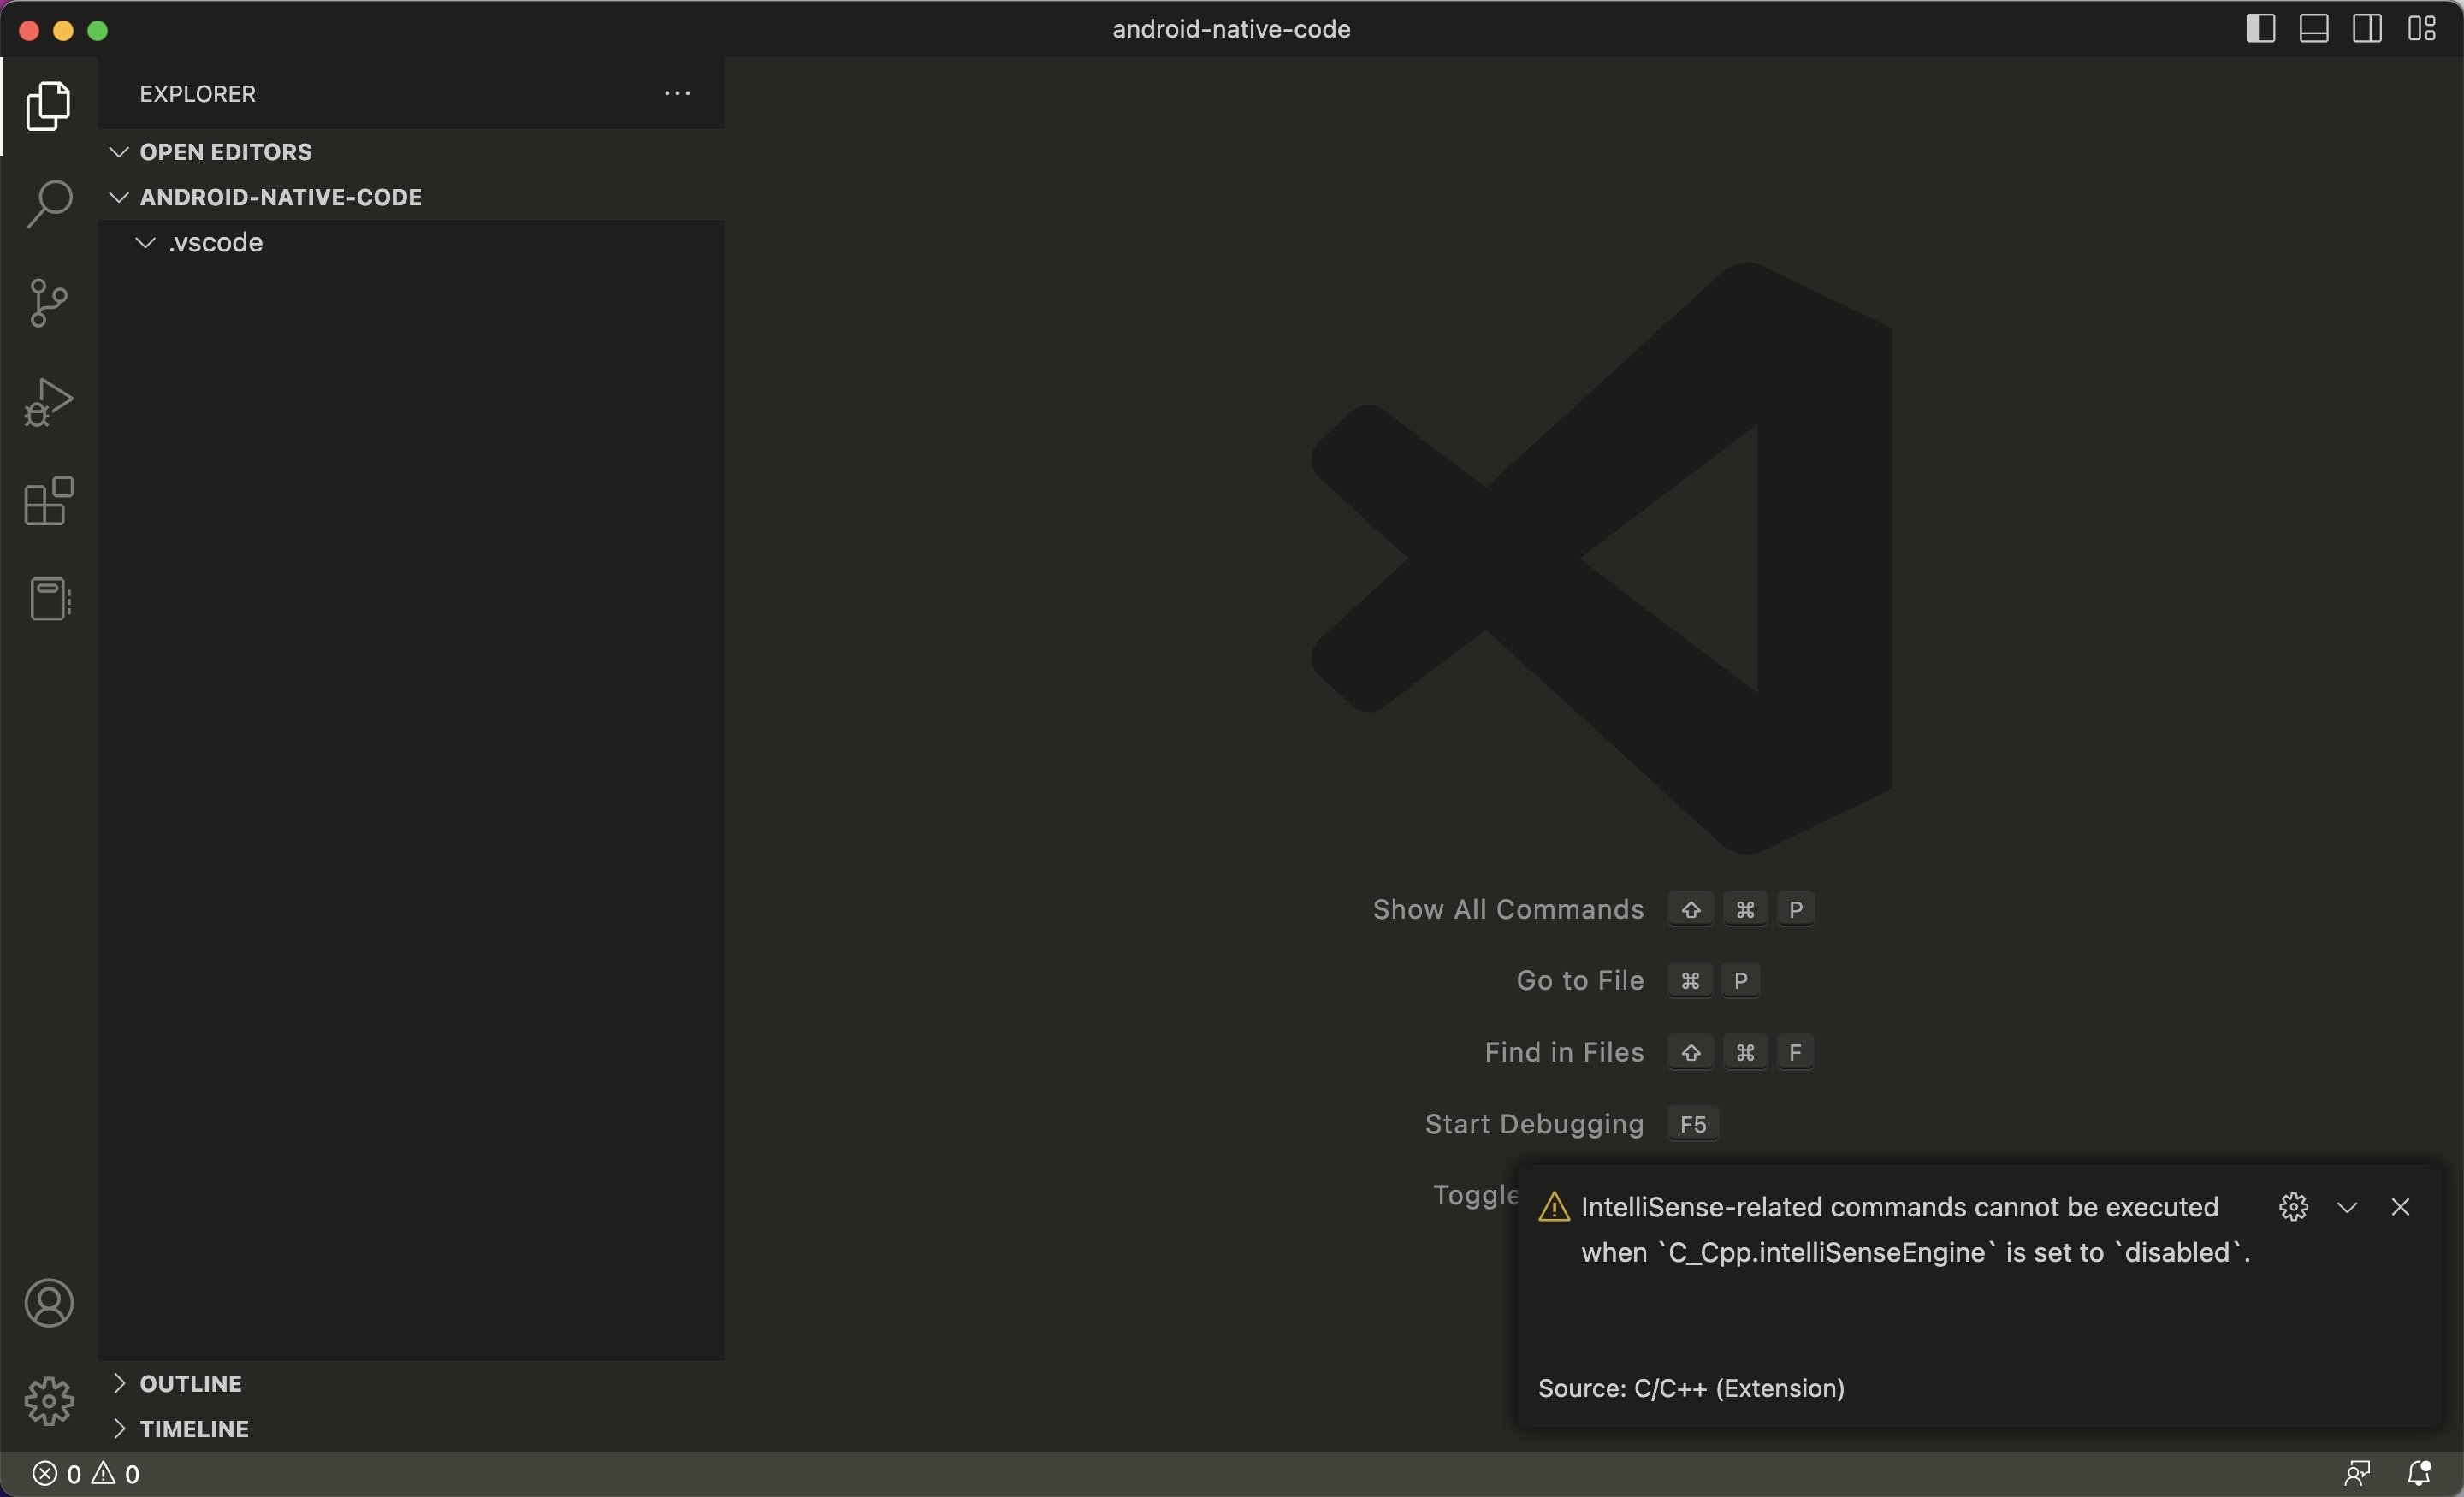 android-native-code
EXPLORER
OPEN EDITORS
ANDROID-NATIVE-CODE
.vscode
Show All Commands ⇧ ⌘ P
Go to File ⌘ P
Find in Files ⇧ ⌘ F
Start Debugging F5
Toggle
IntelliSense-related commands cannot be executed
when `C_Cpp.intelliSenseEngine` is set to `disabled`.
Source: C/C++ (Extension)
OUTLINE
TIMELINE
0 0